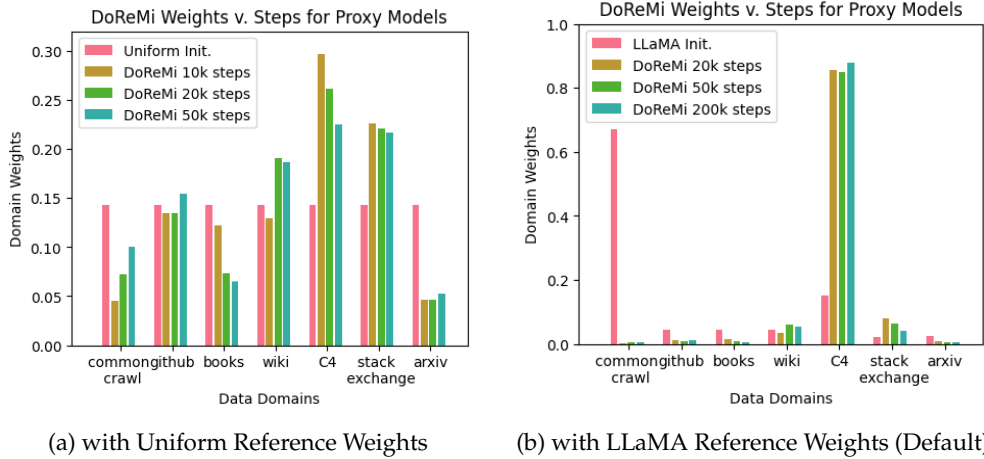 DoReMi Weights v. Steps for Proxy Models
Uniform Init.
DoReMi 10k steps
DoReMi 20k steps
DoReMi 50k steps
Domain Weights
0.30
0.25
0.20
0.15
0.10
0.05
0.00
common crawl
github
books
wiki
C4
stack exchange
arxiv
Data Domains
(a) with Uniform Reference Weights
DoReMi Weights v. Steps for Proxy Models
LLaMA Init.
DoReMi 20k steps
DoReMi 50k steps
DoReMi 200k steps
Domain Weights
1.0
0.8
0.6
0.4
0.2
0.0
common crawl
github
books
wiki
C4
stack exchange
arxiv
Data Domains
(b) with LLaMA Reference Weights (Default)